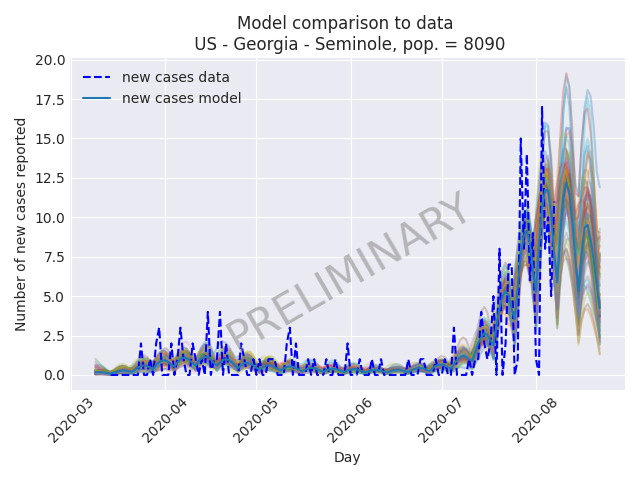 Model comparison to data
US - Georgia - Seminole, pop. = 8090
20.0
17.5
15.0
12.5
10.0
7.5
5.0
2.5
0.0
Number of new cases reported
new cases data
new cases model
PRELIMINARY
2020-03
2020-04
2020-05
2020-06
2020-07
2020-08
Day